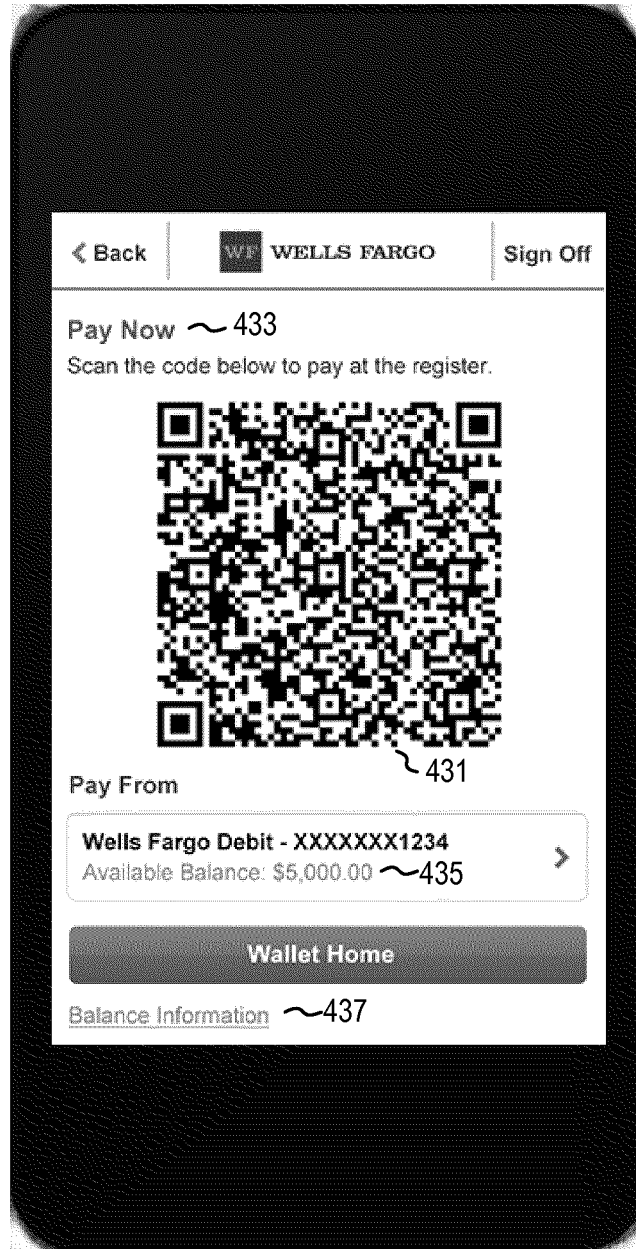 Back
WF WELLS FARGO
Sign Off
Pay Now 433
Scan the code below to pay at the register.
431
Pay From
Wells Fargo Debit - XXXXXXX1234
Available Balance: $5,000.00 435
Wallet Home
Balance Information 437